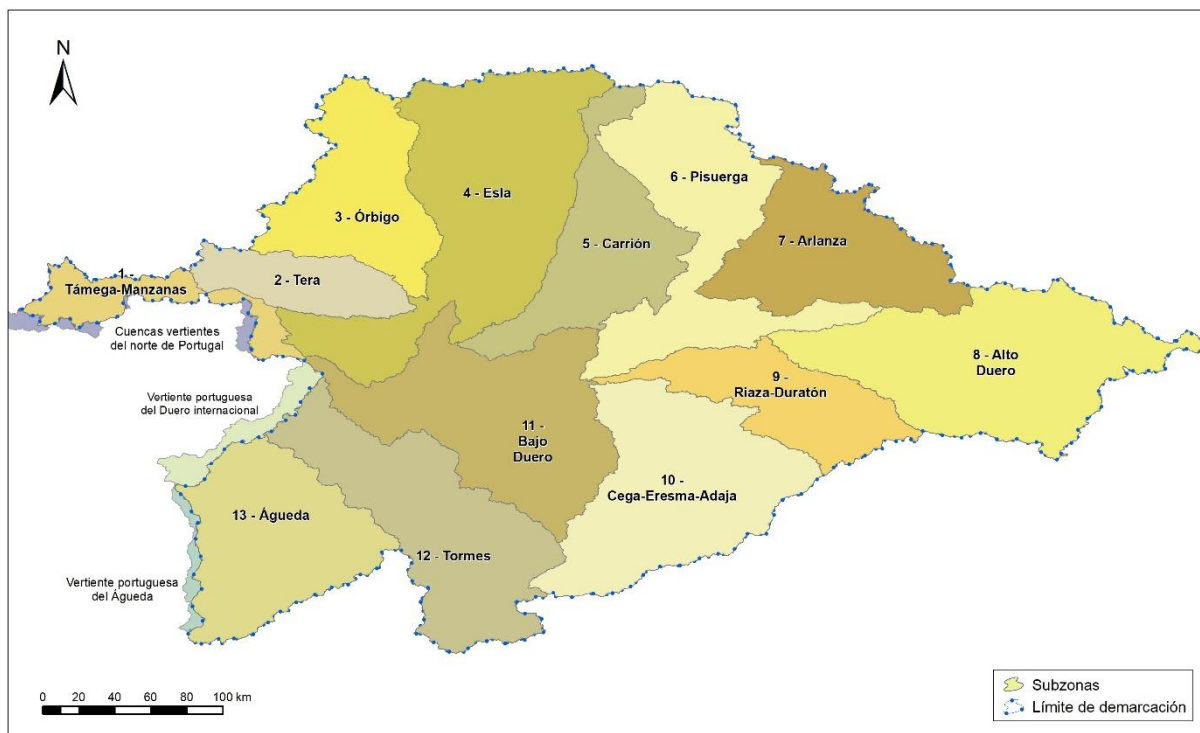 N
4 - Esla
6 - Pisuerga
3 - Órbigo
5 - Carrión
7 - Arlanza
1 -
Támega-Manzanas
2 - Tera
Cuencas vertientes
del norte de Portugal
8 - Alto
Duero
9 -
Riaza-Duratón
Vertiente portuguesa
del Duero internacional
11 -
Bajo
Duero
10 -
Cega-Eresma-Adaja
13 - Águeda
12 - Tormes
Vertiente portuguesa
del Águeda
0 20 40 60 80 100 km
Subzonas
Límite de demarcación